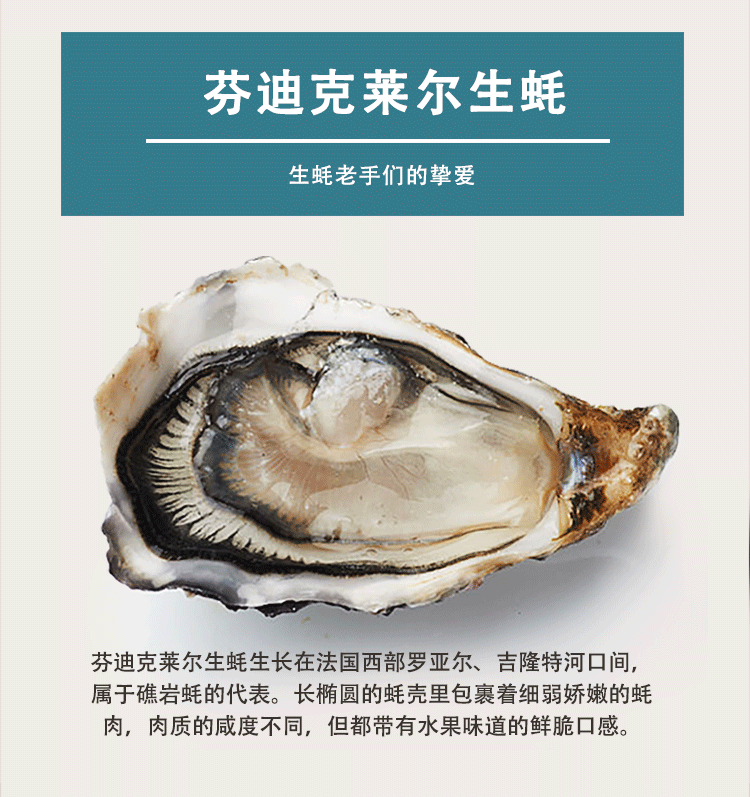 芬迪克莱尔生蚝
生蚝老手们的挚爱
芬迪克莱尔生蚝生长在法国西部罗亚尔、吉隆特河口间，
属于礁岩蚝的代表。长椭圆的蚝壳里包裹着细弱娇嫩的蚝
肉，肉质的咸度不同，但都带有水果味道的鲜脆口感。